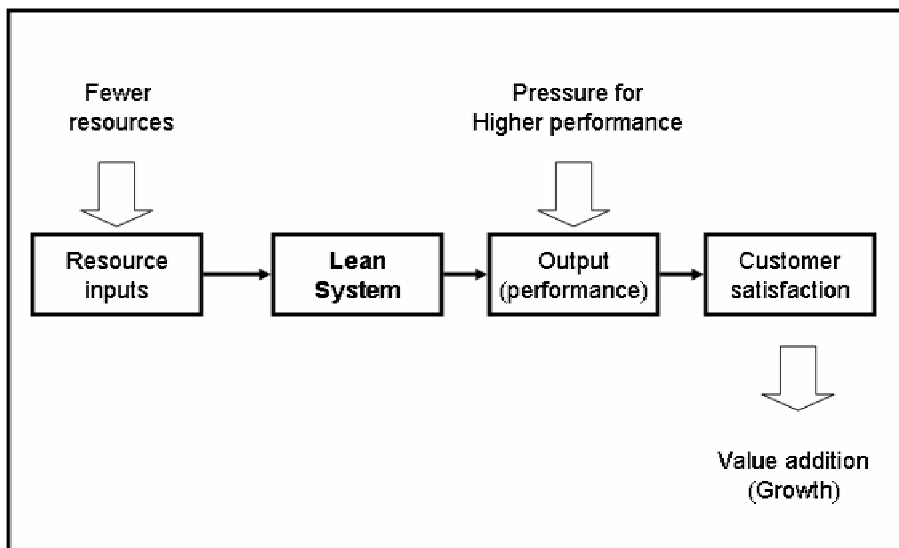 Fewer
resources
Pressure for
Higher performance
Resource
inputs
Lean
System
Output
(performance)
Customer
satisfaction
Value addition
(Growth)